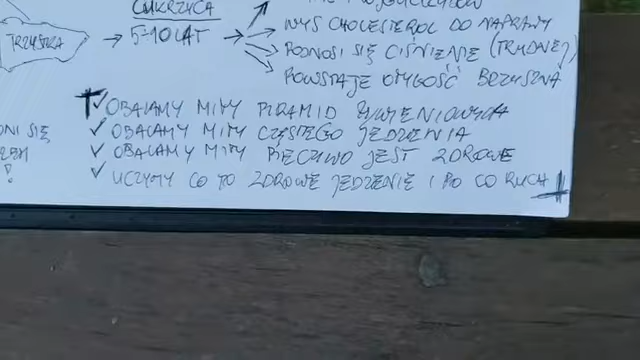 CUKRZYCA
TRZUSTKA → 5-10 LAT →
WYS CHOLESTEROL DO NAPRAWY
PODNOSI SIĘ CIŚNIENIE (TRUDNEJ)
POWSTAJE OTYŁOŚĆ BRZUSZNA
✓ OBALAMY MITY PIRAMID ŻYWIENIOWYCH
✓ OBALAMY MITY CZĘSTEGO JEDZENIA
✓ OBALAMY MITY PIECZYWO JEST ZDROWE
✓ UCZYMY CO TO ZDROWE JEDZENIE I PO CO RUCH